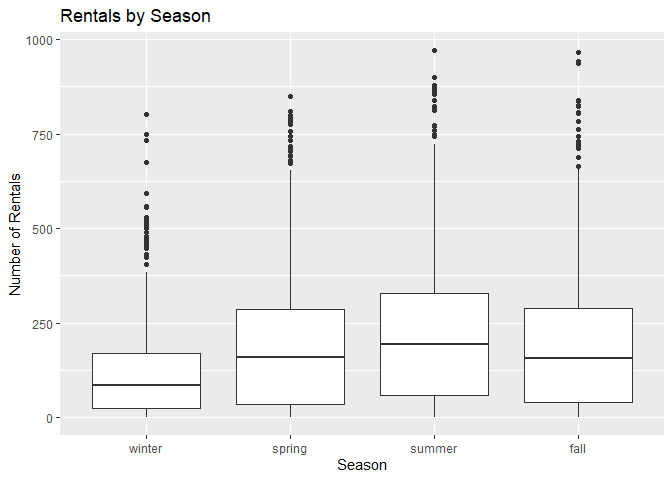 Rentals by Season
1000
750
500
250
0
Number of Rentals
winter spring summer fall
Season